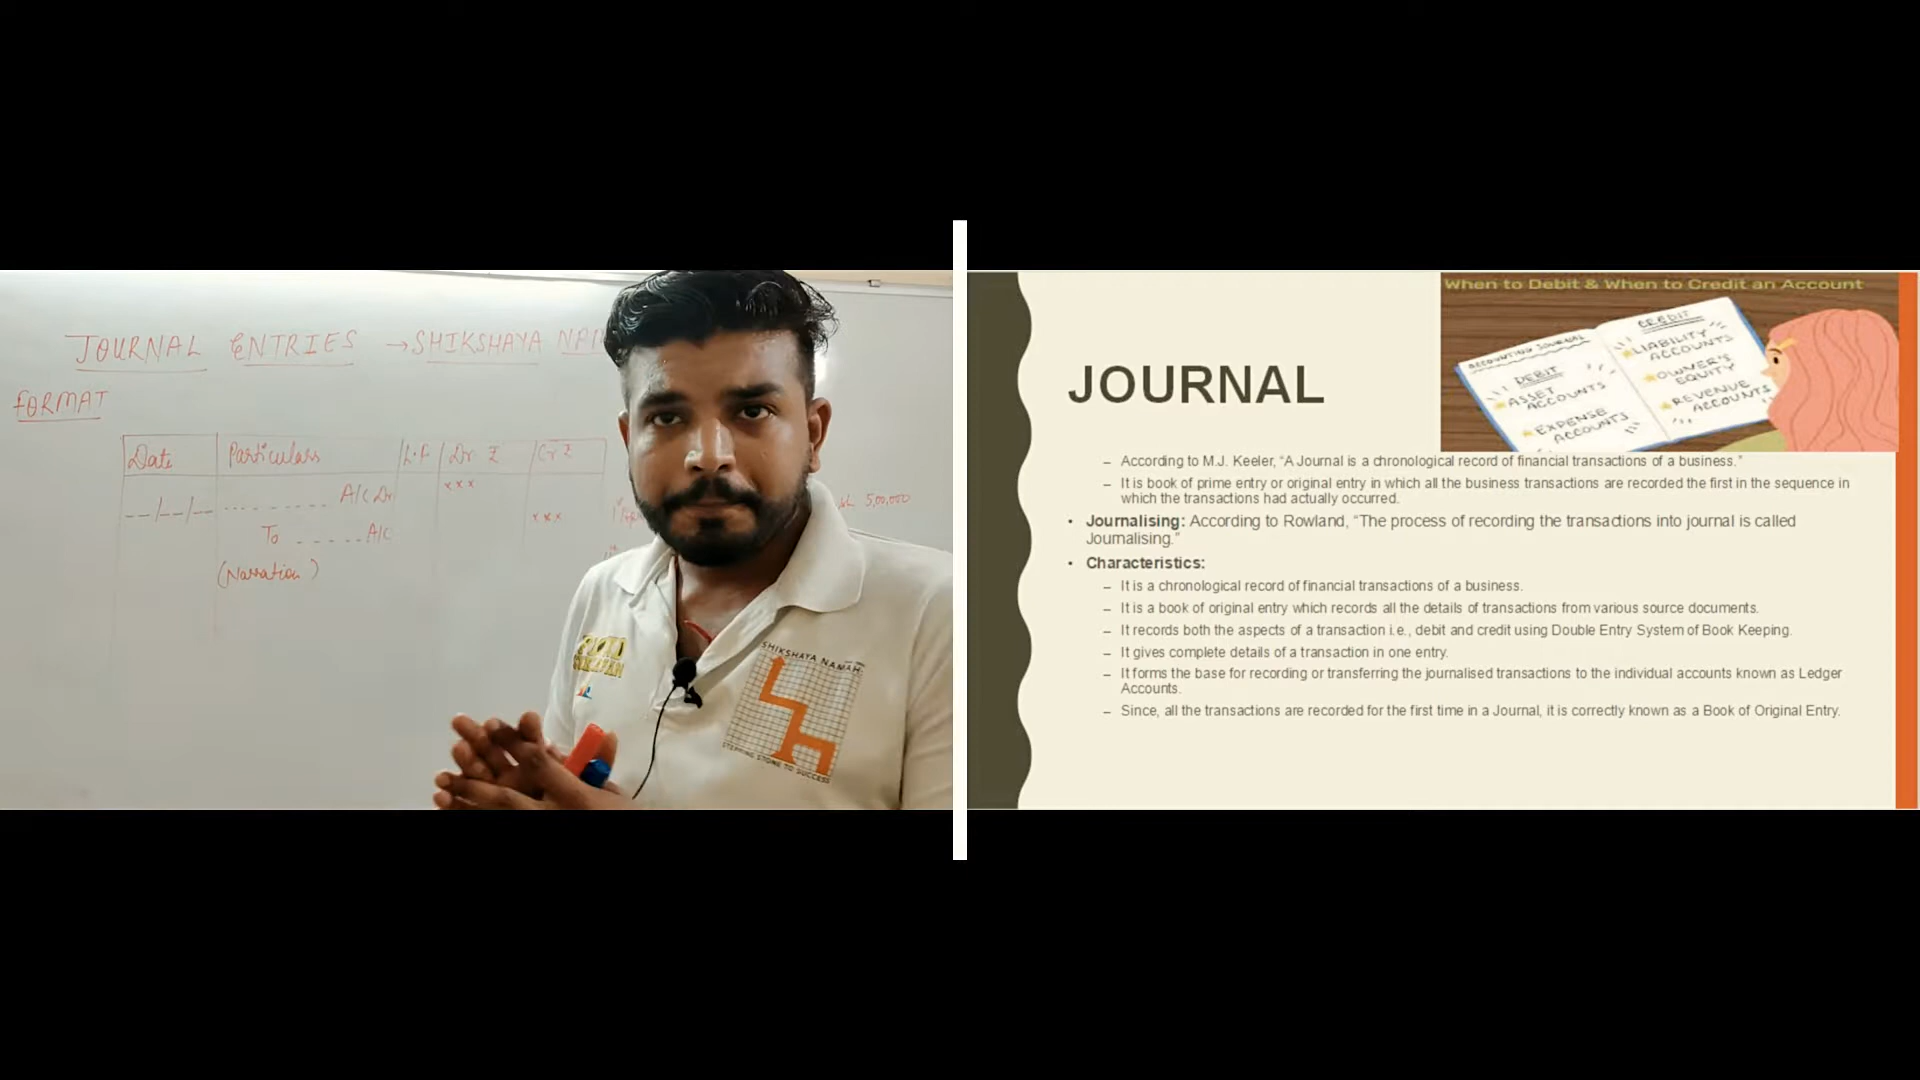 JOURNAL ENTRIES → SHIKSHAYA
FORMAT
Date Particulars L.F Dr ₹ Cr ₹
--/--/-- ......... A/C Dr xxx
To -----A/C xxx
(Narration)
5,00,000
SHIKSHAYA NAMAH
STEPPING STONE TO SUCCESS
When to Debit & When to Credit an Account
ACCOUNTING JOURNAL
DEBIT
ASSET
ACCOUNTS
EXPENSE
ACCOUNTS
CREDIT
LIABILITY
ACCOUNTS
OWNER'S
EQUITY
REVENUE
ACCOUNTS
JOURNAL
– According to M.J. Keeler, “A Journal is a chronological record of financial transactions of a business.”
– It is book of prime entry or original entry in which all the business transactions are recorded the first in the sequence in
which the transactions had actually occurred.
• Journalising: According to Rowland, “The process of recording the transactions into journal is called
Journalising.”
• Characteristics:
– It is a chronological record of financial transactions of a business.
– It is a book of original entry which records all the details of transactions from various source documents.
– It records both the aspects of a transaction i.e., debit and credit using Double Entry System of Book Keeping.
– It gives complete details of a transaction in one entry.
– It forms the base for recording or transferring the journalised transactions to the individual accounts known as Ledger
Accounts.
– Since, all the transactions are recorded for the first time in a Journal, it is correctly known as a Book of Original Entry.